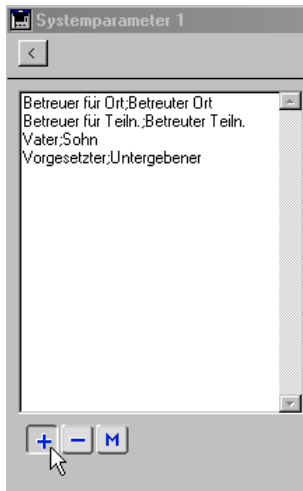 Systemparameter 1
<
Betreuer für Ort;Betreuter Ort
Betreuer für Teiln.;Betreuter Teiln.
Vater;Sohn
Vorgesetzter;Untergebener
+ − M